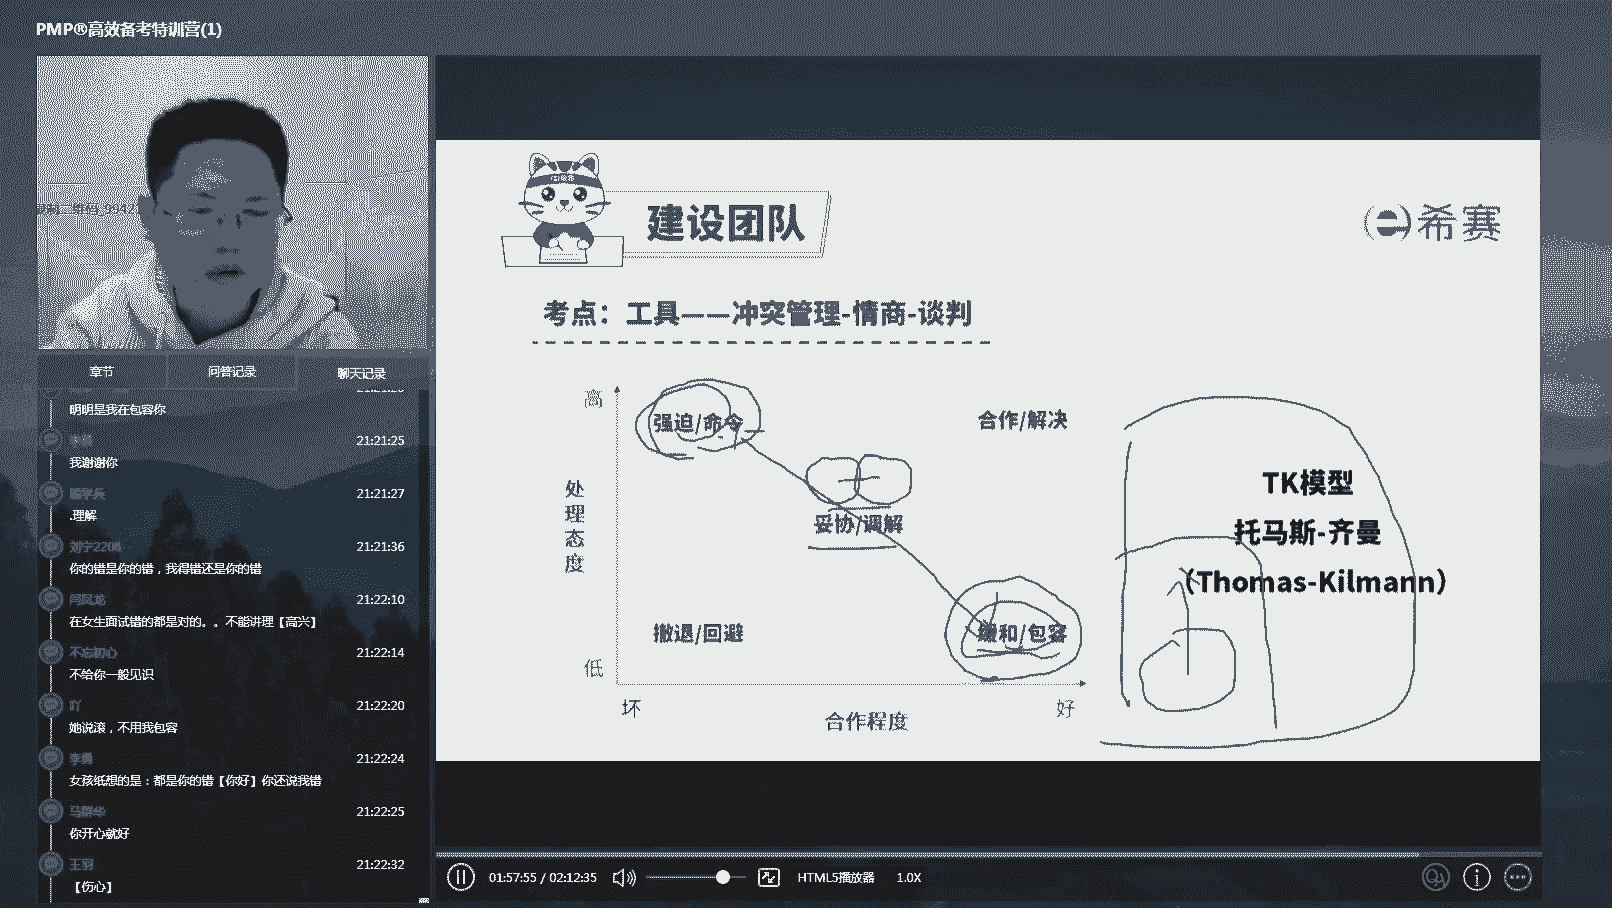 PMP®高效备考特训营(1)
章节
问答记录
聊天记录
明明是我在包容你
21:21:25
我谢谢你
21:21:27
.理解
刘宁2206
21:21:36
你的错是你的错，我得错还是你的错
闫凤龙
21:22:10
在女生面试错的都是对的。。不能讲理【高兴】
不忘初心
21:22:14
不给你一般见识
吖
21:22:20
她说滚，不用我包容
李勇
21:22:24
女孩纸想的是：都是你的错【你好】你还说我错
马群华
21:22:25
你开心就好
王羽
21:22:32
【伤心】
建设团队
希赛
考点：工具——冲突管理-情商-谈判
高
强迫/命令
合作/解决
处理态度
妥协/调解
撤退/回避
缓和/包容
低
坏
合作程度
好
TK模型
托马斯-齐曼
（Thomas-Kilmann）
01:57:55 / 02:12:35
HTML5播放器
1.0X